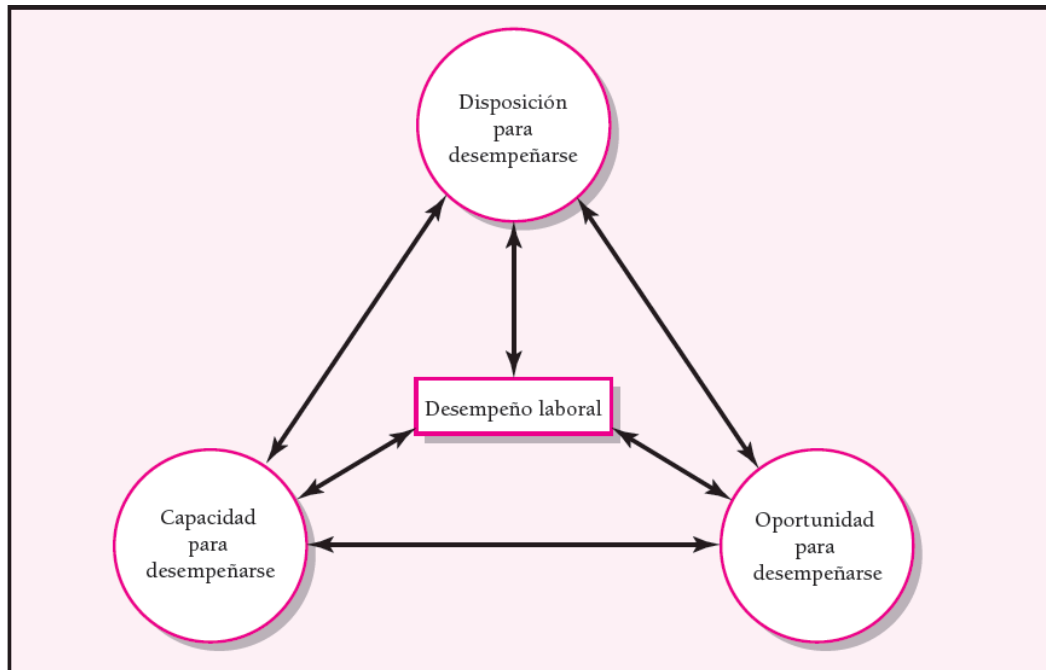 Disposición
para
desempeñarse
Desempeño laboral
Capacidad
para
desempeñarse
Oportunidad
para
desempeñarse